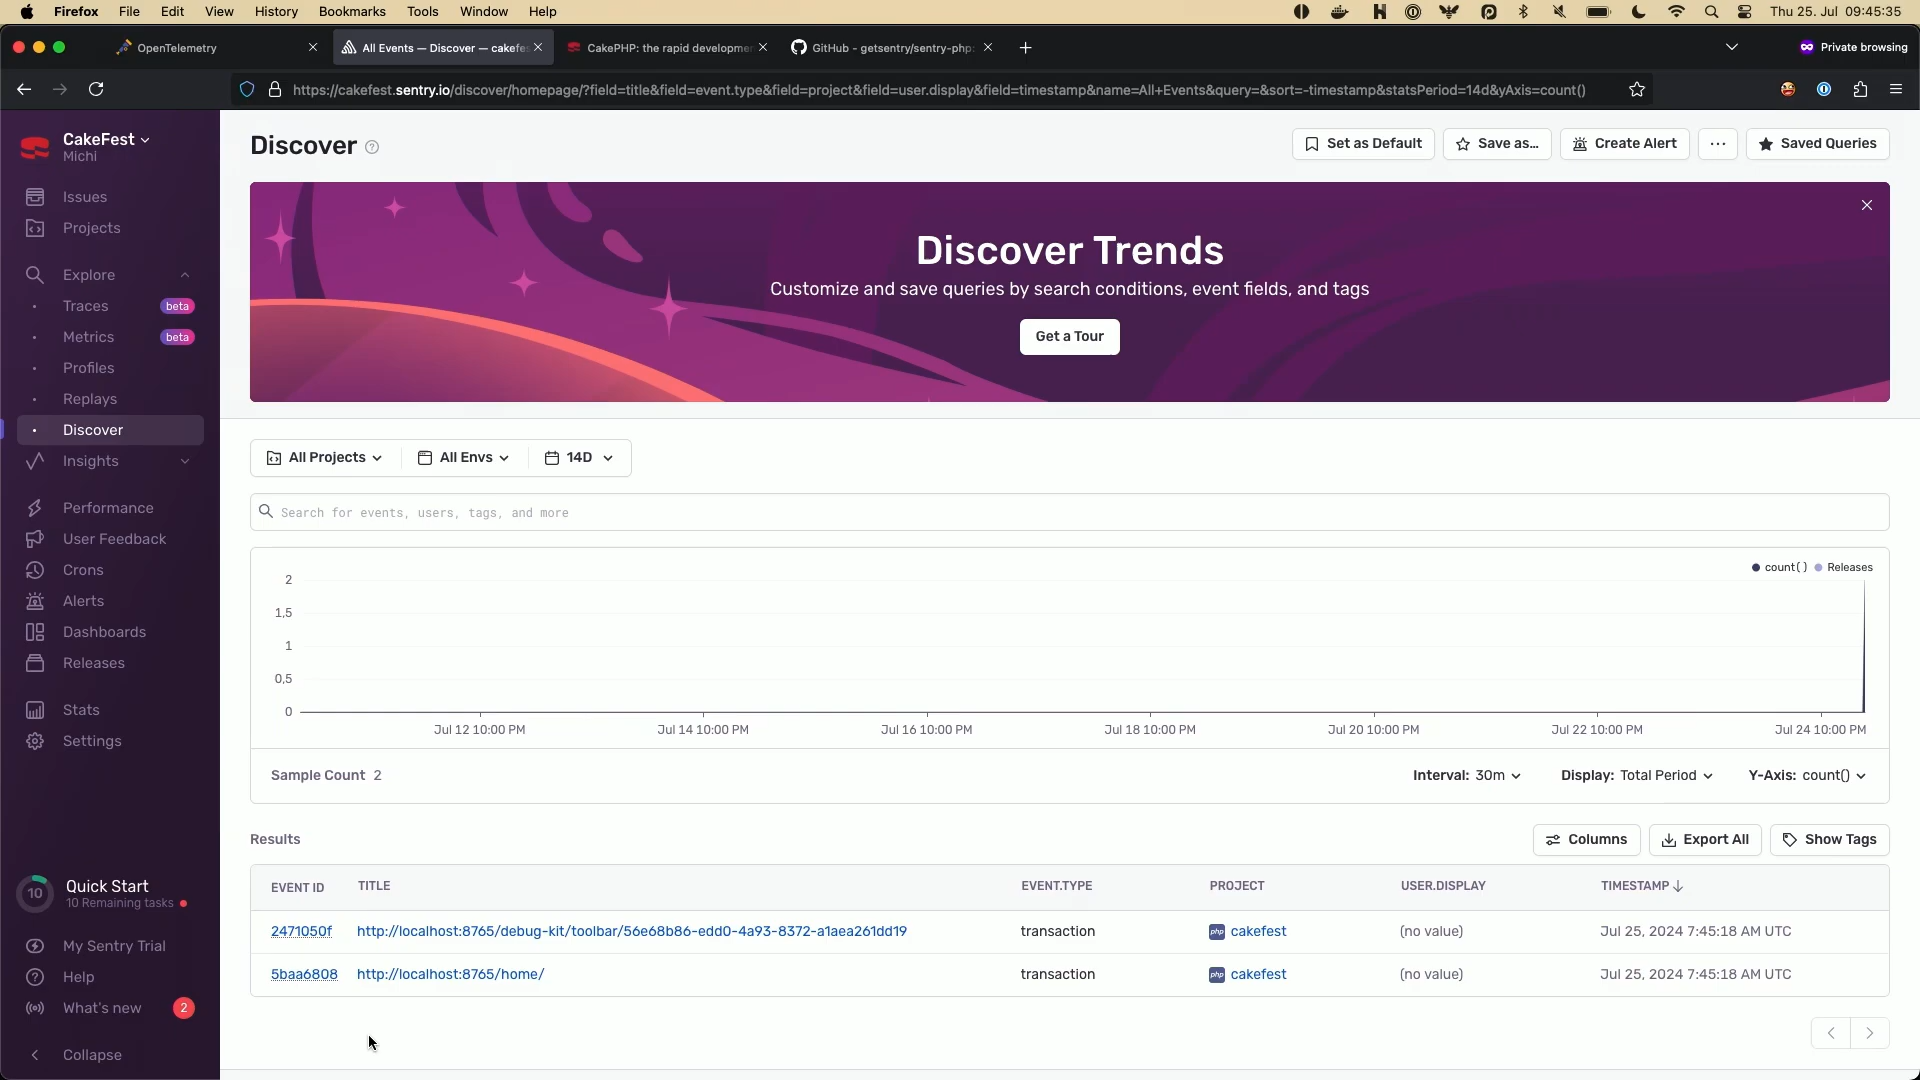 Firefox File Edit View History Bookmarks Tools Window Help Thu 25. Jul 09:45:35
OpenTelemetry All Events — Discover — cakefes CakePHP: the rapid developmen GitHub - getsentry/sentry-php: Private browsing
https://cakefest.sentry.io/discover/homepage/?field=title&field=event.type&field=project&field=user.display&field=timestamp&name=All+Events&query=&sort=-timestamp&statsPeriod=14d&yAxis=count()
CakeFest
Michi
Issues
Projects
Explore
Traces beta
Metrics beta
Profiles
Replays
Discover
Insights
Performance
User Feedback
Crons
Alerts
Dashboards
Releases
Stats
Settings
10 Quick Start
10 Remaining tasks
My Sentry Trial
Help
What's new 2
Collapse
Discover ?
Set as Default Save as... Create Alert ... Saved Queries
Discover Trends
Customize and save queries by search conditions, event fields, and tags
Get a Tour
All Projects All Envs 14D
Search for events, users, tags, and more
count() Releases
2
1,5
1
0,5
0
Jul 12 10:00 PM Jul 14 10:00 PM Jul 16 10:00 PM Jul 18 10:00 PM Jul 20 10:00 PM Jul 22 10:00 PM Jul 24 10:00 PM
Sample Count 2 Interval: 30m Display: Total Period Y-Axis: count()
Results Columns Export All Show Tags
EVENT ID TITLE EVENT.TYPE PROJECT USER.DISPLAY TIMESTAMP
2471050f http://localhost:8765/debug-kit/toolbar/56e68b86-edd0-4a93-8372-a1aea261dd19 transaction php cakefest (no value) Jul 25, 2024 7:45:18 AM UTC
5baa6808 http://localhost:8765/home/ transaction php cakefest (no value) Jul 25, 2024 7:45:18 AM UTC